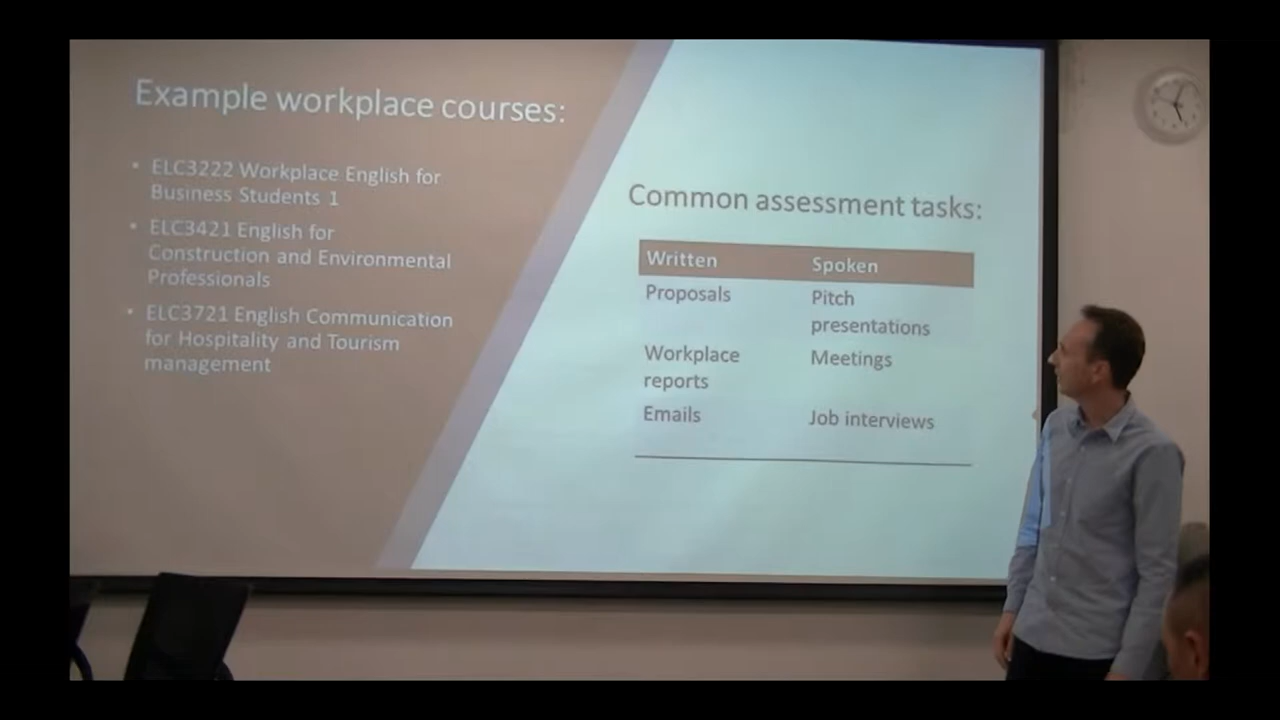 Example workplace courses:
• ELC3222 Workplace English for
Business Students 1
• ELC3421 English for
Construction and Environmental
Professionals
• ELC3721 English Communication
for Hospitality and Tourism
management
Common assessment tasks:
Written Spoken
Proposals Pitch
presentations
Workplace Meetings
reports
Emails Job interviews